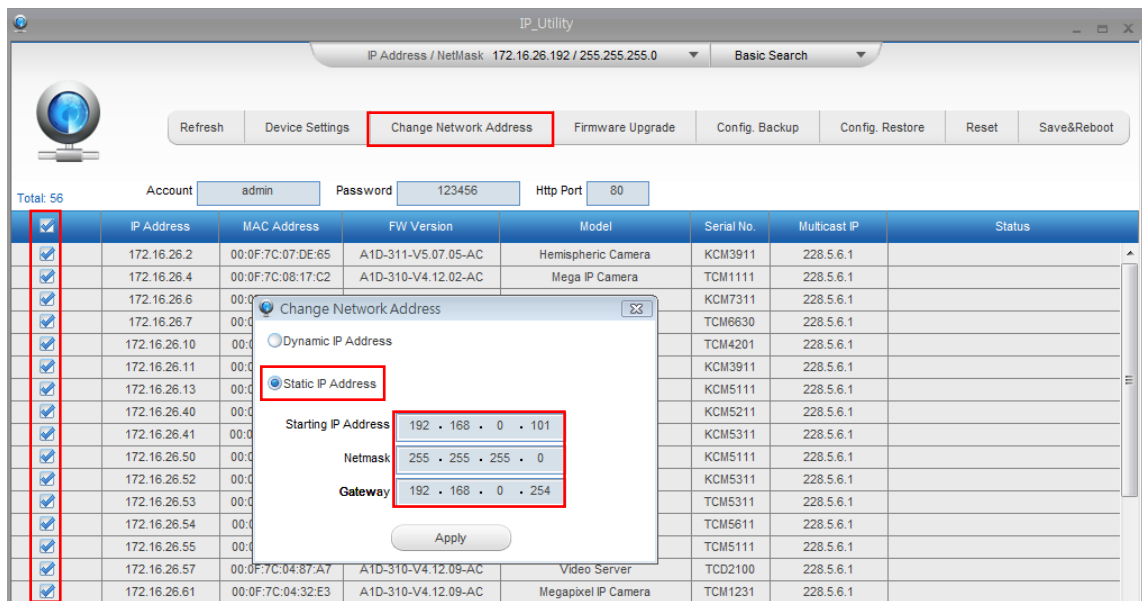 IP_Utility
IP Address / NetMask 172.16.26.192 / 255.255.255.0 Basic Search
Refresh Device Settings Change Network Address Firmware Upgrade Config. Backup Config. Restore Reset Save&Reboot
Total: 56 Account admin Password 123456 Http Port 80
IP Address MAC Address FW Version Model Serial No. Multicast IP Status
172.16.26.2 00:0F:7C:07:DE:65 A1D-311-V5.07.05-AC Hemispheric Camera KCM3911 228.5.6.1
172.16.26.4 00:0F:7C:08:17:C2 A1D-310-V4.12.02-AC Mega IP Camera TCM1111 228.5.6.1
172.16.26.6 KCM7311 228.5.6.1
172.16.26.7 TCM6630 228.5.6.1
172.16.26.10 TCM4201 228.5.6.1
172.16.26.11 KCM3911 228.5.6.1
172.16.26.13 KCM5111 228.5.6.1
172.16.26.40 KCM5211 228.5.6.1
172.16.26.41 KCM5311 228.5.6.1
172.16.26.50 KCM5111 228.5.6.1
172.16.26.52 KCM5311 228.5.6.1
172.16.26.53 TCM5311 228.5.6.1
172.16.26.54 TCM5611 228.5.6.1
172.16.26.55 TCM5111 228.5.6.1
172.16.26.57 00:0F:7C:04:87:A7 A1D-310-V4.12.09-AC Video Server TCD2100 228.5.6.1
172.16.26.61 00:0F:7C:04:32:E3 A1D-310-V4.12.09-AC Megapixel IP Camera TCM1231 228.5.6.1
Change Network Address
Dynamic IP Address
Static IP Address
Starting IP Address 192 . 168 . 0 . 101
Netmask 255 . 255 . 255 . 0
Gateway 192 . 168 . 0 . 254
Apply